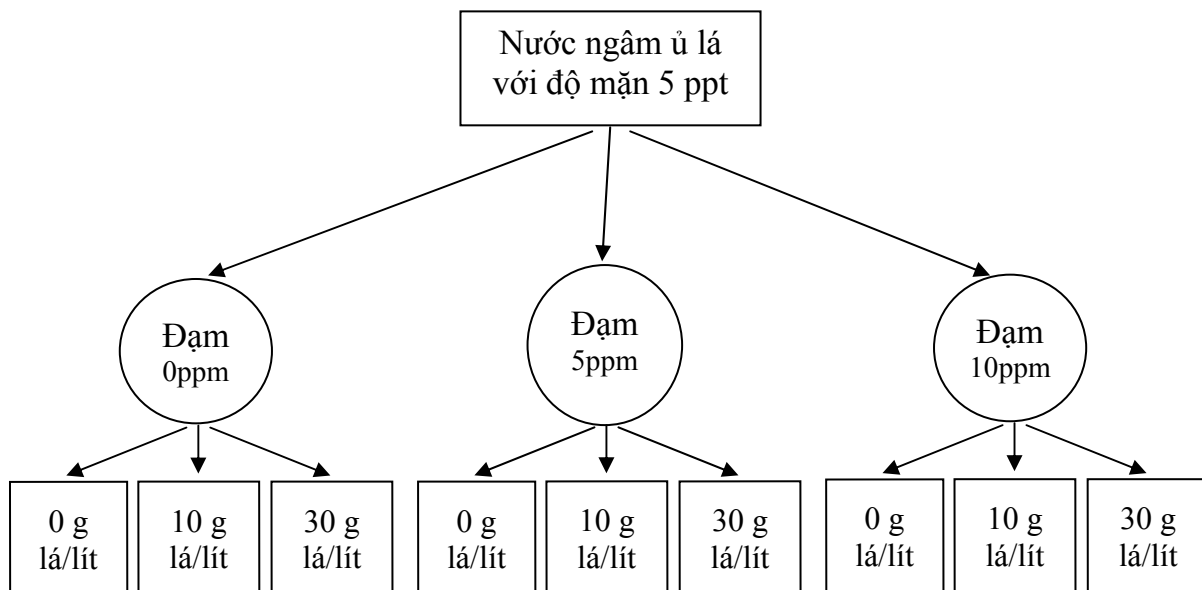 Nước ngâm ủ lá
với độ mặn 5 ppt
Đạm
0ppm
Đạm
5ppm
Đạm
10ppm
0 g
lá/lít
10 g
lá/lít
30 g
lá/lít
0 g
lá/lít
10 g
lá/lít
30 g
lá/lít
0 g
lá/lít
10 g
lá/lít
30 g
lá/lít